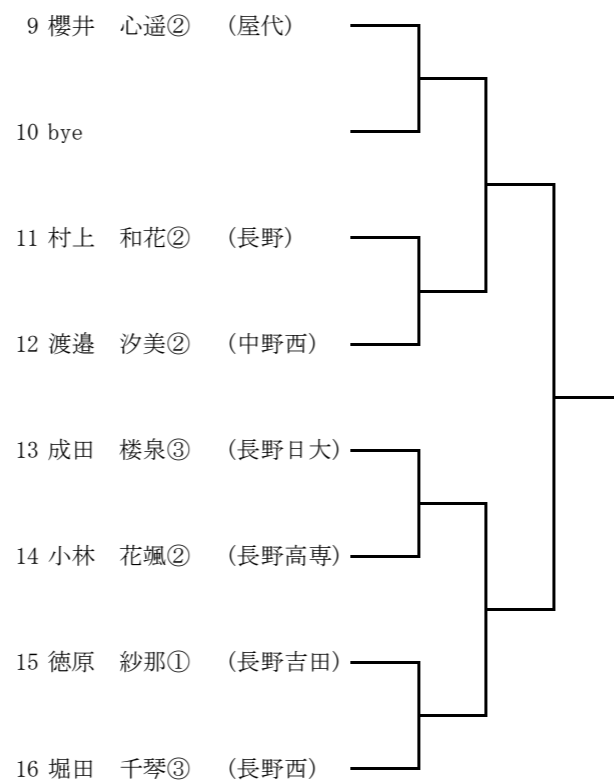 9 櫻井　心遥②　(屋代)
10 bye
11 村上　和花②　(長野)
12 渡邉　汐美②　(中野西)
13 成田　楼泉③　(長野日大)
14 小林　花颯②　(長野高専)
15 徳原　紗那①　(長野吉田)
16 堀田　千琴③　(長野西)